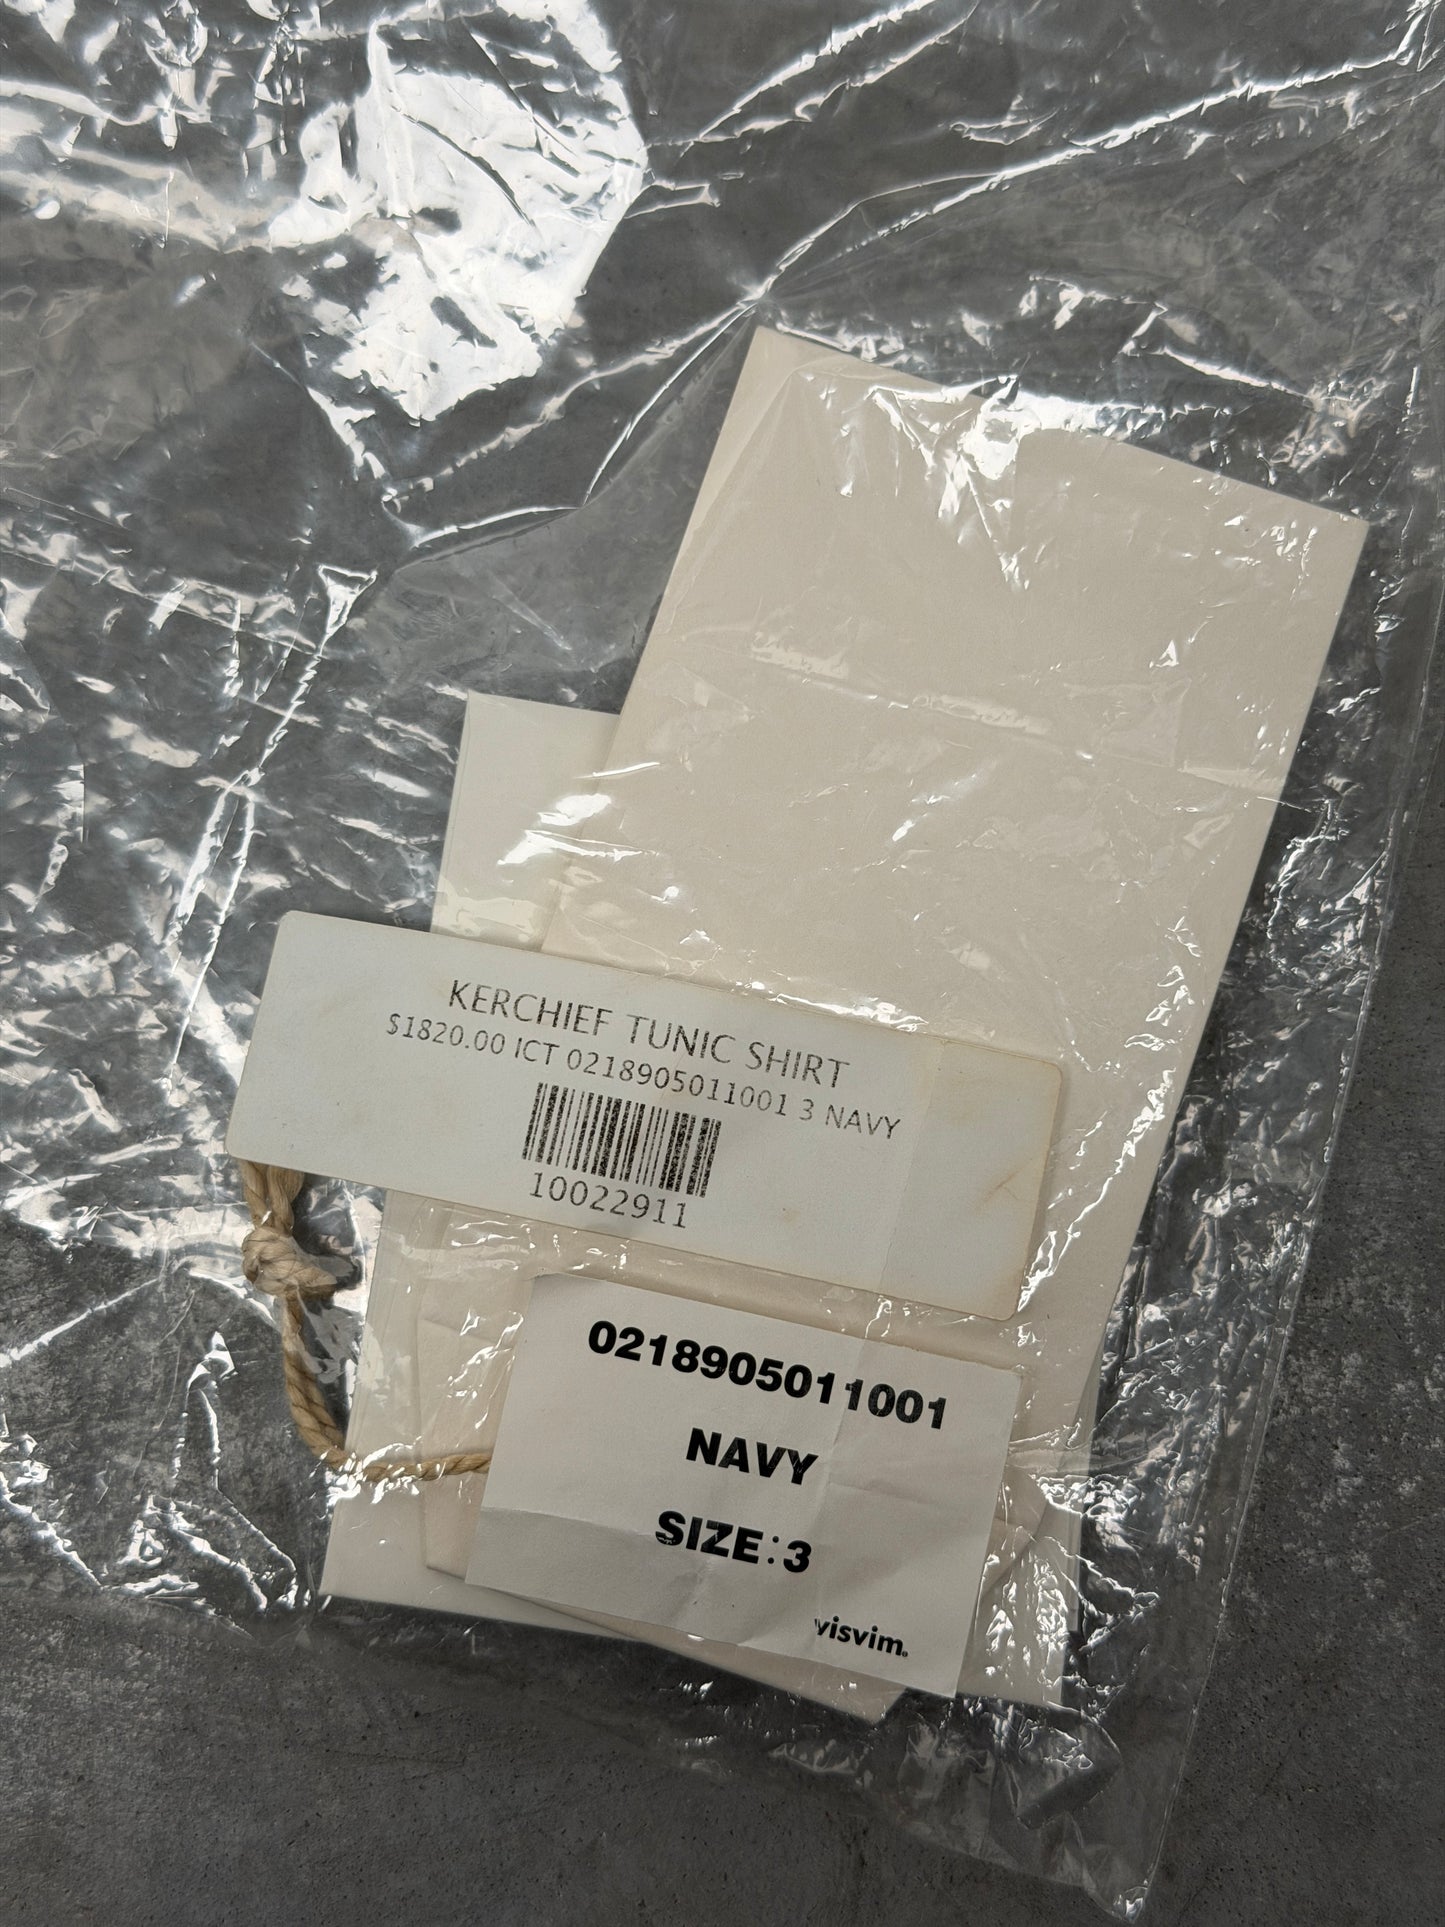 KERCHIEF TUNIC SHIRT
$1820.00 ICT 0218905011001 3 NAVY
10022911
0218905011001
NAVY
SIZE:3
visvim®